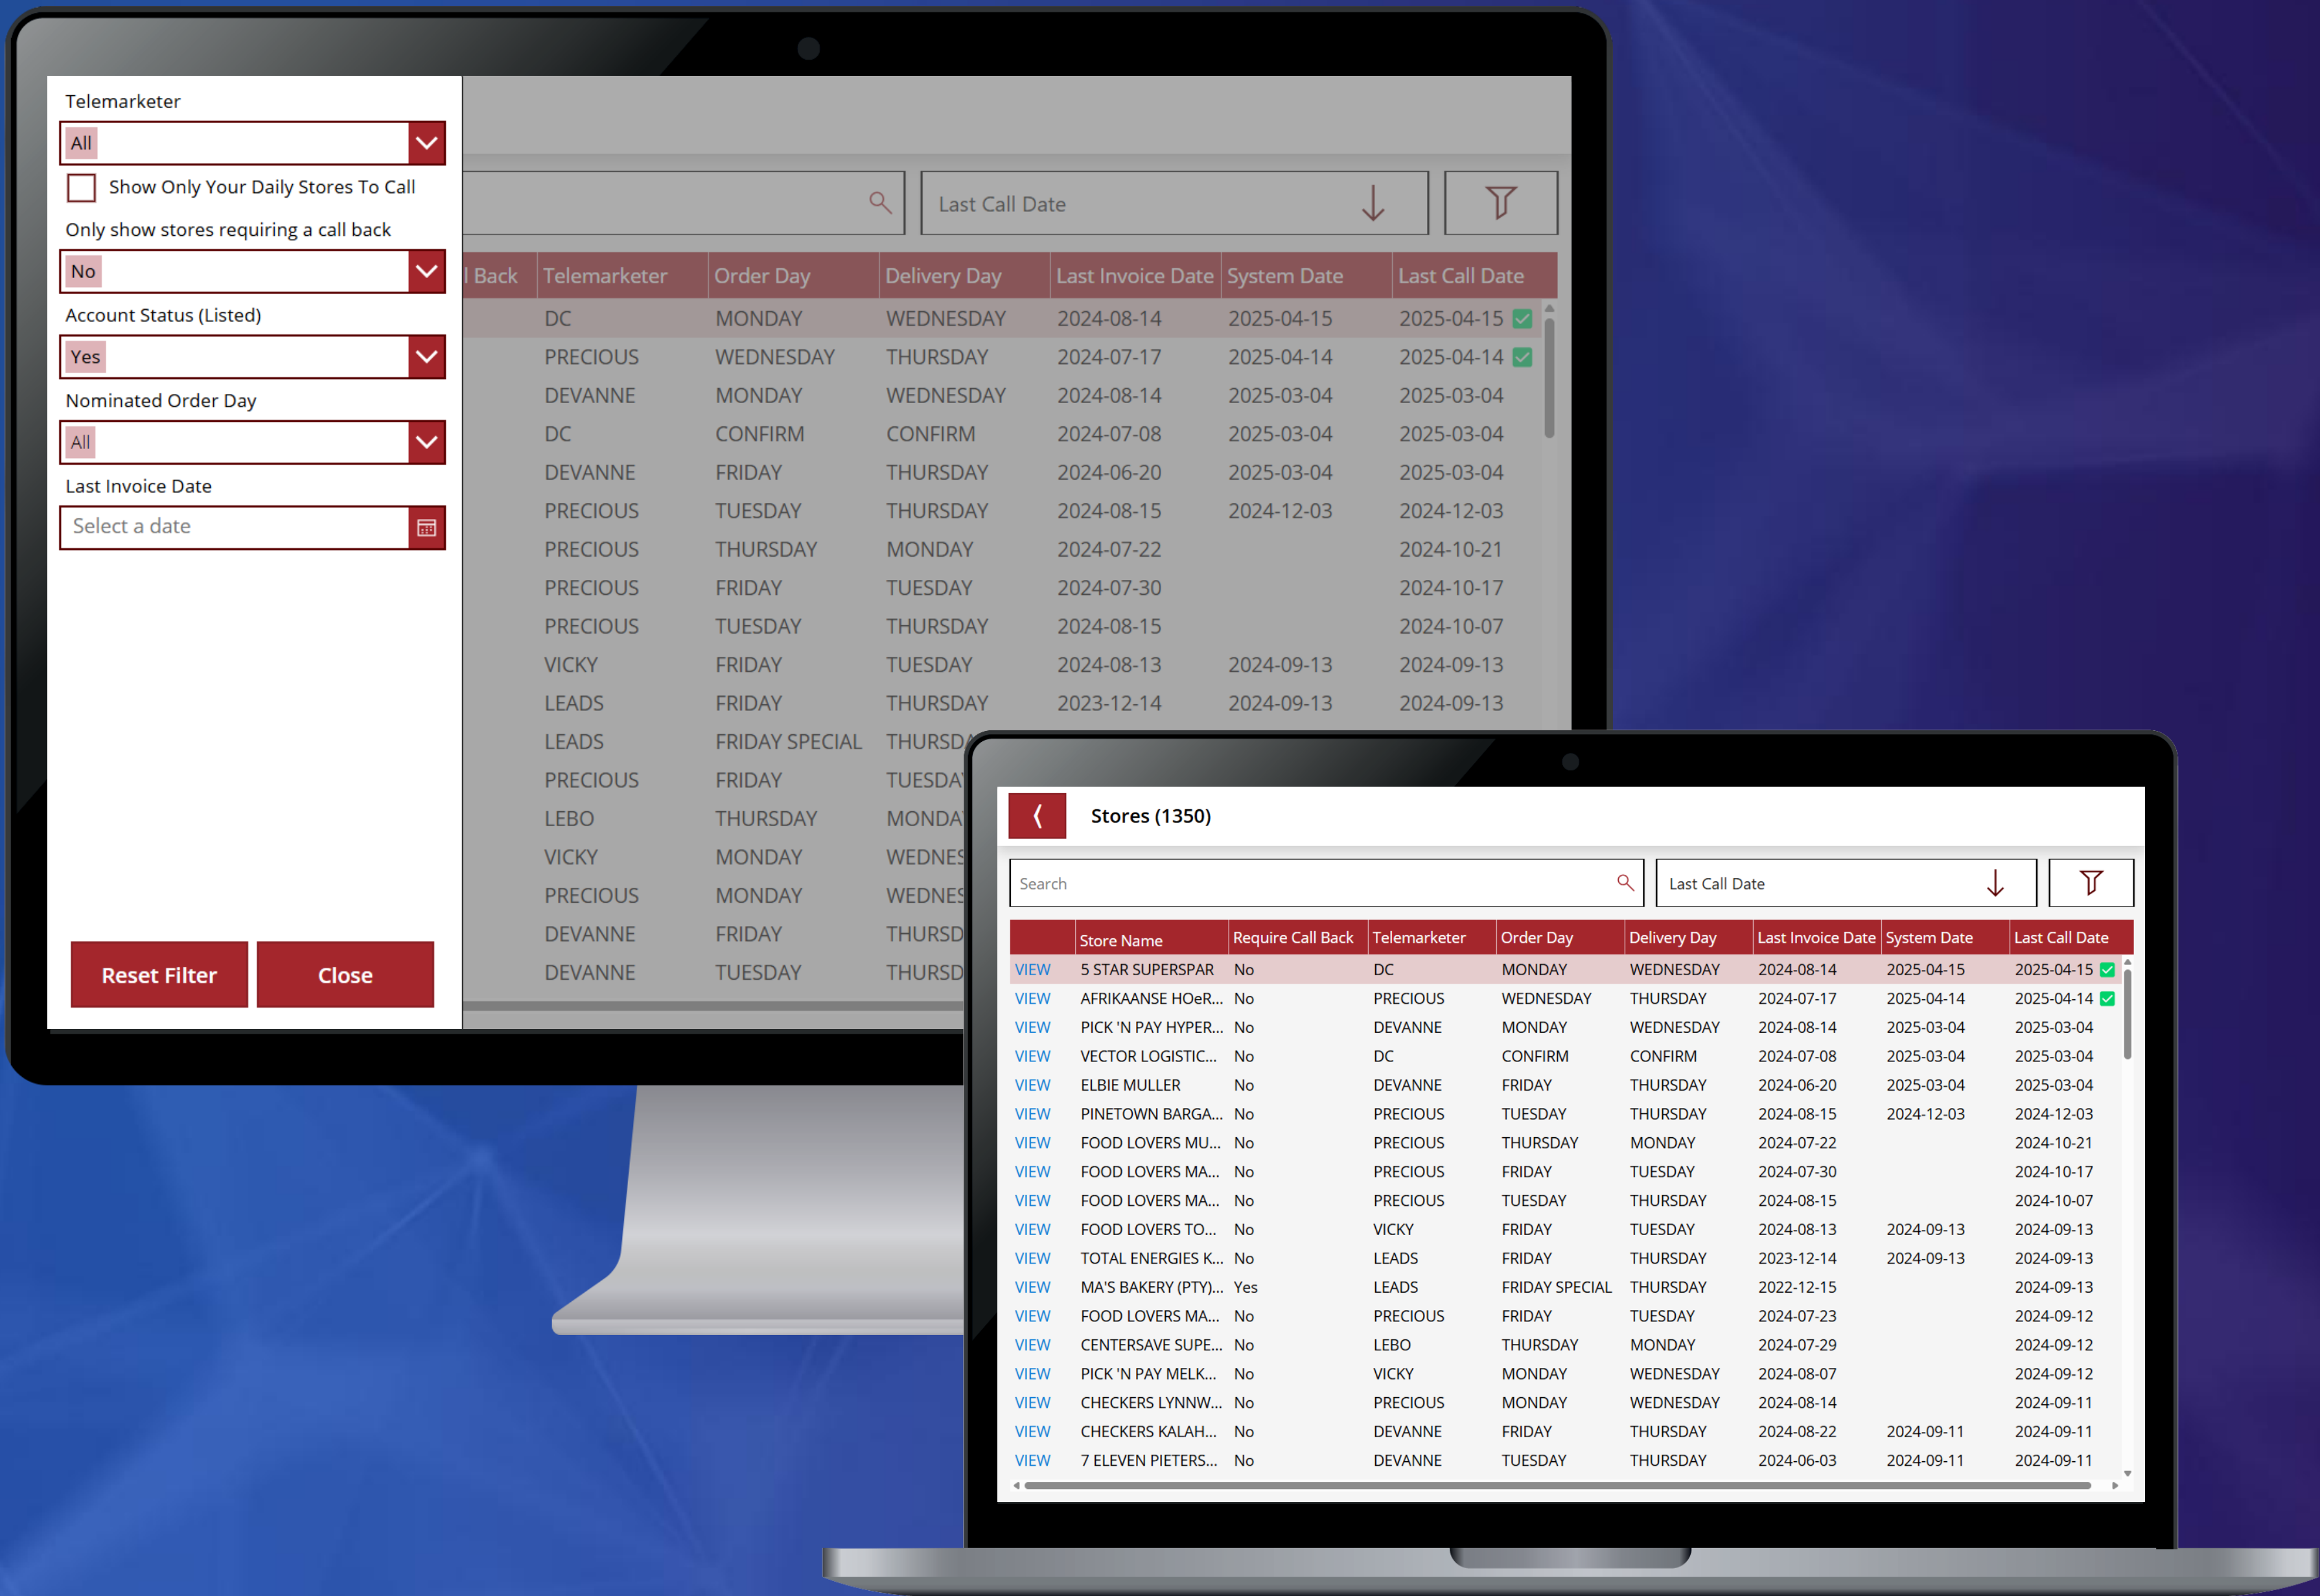 Telemarketer
All
Show Only Your Daily Stores To Call
Only show stores requiring a call back
No
Account Status (Listed)
Yes
Nominated Order Day
All
Last Invoice Date
Select a date
Reset Filter Close
Last Call Date
l Back Telemarketer Order Day Delivery Day Last Invoice Date System Date Last Call Date
DC MONDAY WEDNESDAY 2024-08-14 2025-04-15 2025-04-15
PRECIOUS WEDNESDAY THURSDAY 2024-07-17 2025-04-14 2025-04-14
DEVANNE MONDAY WEDNESDAY 2024-08-14 2025-03-04 2025-03-04
DC CONFIRM CONFIRM 2024-07-08 2025-03-04 2025-03-04
DEVANNE FRIDAY THURSDAY 2024-06-20 2025-03-04 2025-03-04
PRECIOUS TUESDAY THURSDAY 2024-08-15 2024-12-03 2024-12-03
PRECIOUS THURSDAY MONDAY 2024-07-22 2024-10-21
PRECIOUS FRIDAY TUESDAY 2024-07-30 2024-10-17
PRECIOUS TUESDAY THURSDAY 2024-08-15 2024-10-07
VICKY FRIDAY TUESDAY 2024-08-13 2024-09-13 2024-09-13
LEADS FRIDAY THURSDAY 2023-12-14 2024-09-13 2024-09-13
LEADS FRIDAY SPECIAL THURSDA
PRECIOUS FRIDAY TUESDAY
LEBO THURSDAY MONDA
VICKY MONDAY WEDNES
PRECIOUS MONDAY WEDNES
DEVANNE FRIDAY THURSD
DEVANNE TUESDAY THURSD
Stores (1350)
Search Last Call Date
Store Name Require Call Back Telemarketer Order Day Delivery Day Last Invoice Date System Date Last Call Date
VIEW 5 STAR SUPERSPAR No DC MONDAY WEDNESDAY 2024-08-14 2025-04-15 2025-04-15
VIEW AFRIKAANSE HOeR... No PRECIOUS WEDNESDAY THURSDAY 2024-07-17 2025-04-14 2025-04-14
VIEW PICK 'N PAY HYPER... No DEVANNE MONDAY WEDNESDAY 2024-08-14 2025-03-04 2025-03-04
VIEW VECTOR LOGISTIC... No DC CONFIRM CONFIRM 2024-07-08 2025-03-04 2025-03-04
VIEW ELBIE MULLER No DEVANNE FRIDAY THURSDAY 2024-06-20 2025-03-04 2025-03-04
VIEW PINETOWN BARGA... No PRECIOUS TUESDAY THURSDAY 2024-08-15 2024-12-03 2024-12-03
VIEW FOOD LOVERS MU... No PRECIOUS THURSDAY MONDAY 2024-07-22 2024-10-21
VIEW FOOD LOVERS MA... No PRECIOUS FRIDAY TUESDAY 2024-07-30 2024-10-17
VIEW FOOD LOVERS MA... No PRECIOUS TUESDAY THURSDAY 2024-08-15 2024-10-07
VIEW FOOD LOVERS TO... No VICKY FRIDAY TUESDAY 2024-08-13 2024-09-13 2024-09-13
VIEW TOTAL ENERGIES K... No LEADS FRIDAY THURSDAY 2023-12-14 2024-09-13 2024-09-13
VIEW MA'S BAKERY (PTY)... Yes LEADS FRIDAY SPECIAL THURSDAY 2022-12-15 2024-09-13
VIEW FOOD LOVERS MA... No PRECIOUS FRIDAY TUESDAY 2024-07-23 2024-09-12
VIEW CENTERSAVE SUPE... No LEBO THURSDAY MONDAY 2024-07-29 2024-09-12
VIEW PICK 'N PAY MELK... No VICKY MONDAY WEDNESDAY 2024-08-07 2024-09-12
VIEW CHECKERS LYNNW... No PRECIOUS MONDAY WEDNESDAY 2024-08-14 2024-09-11
VIEW CHECKERS KALAH... No DEVANNE FRIDAY THURSDAY 2024-08-22 2024-09-11 2024-09-11
VIEW 7 ELEVEN PIETERS... No DEVANNE TUESDAY THURSDAY 2024-06-03 2024-09-11 2024-09-11